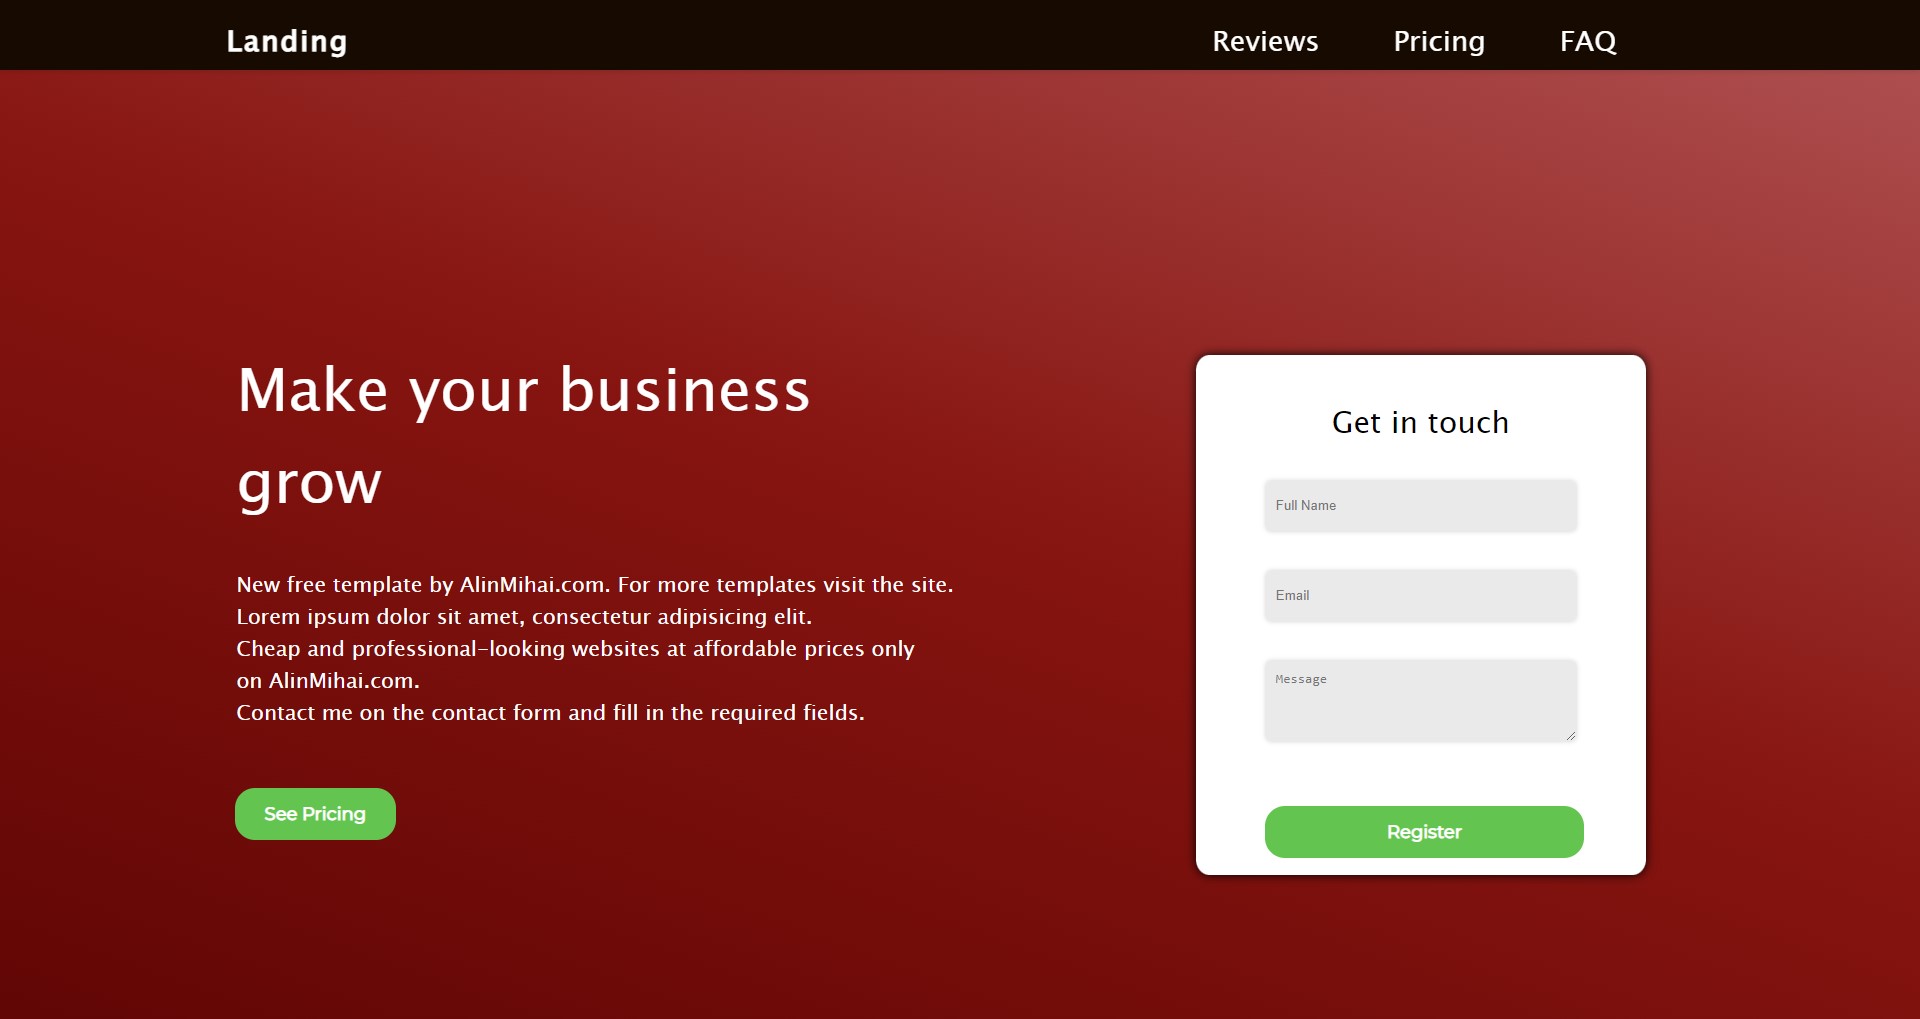 Landing
Reviews
Pricing
FAQ
Make your business
grow
New free template by AlinMihai.com. For more templates visit the site.
Lorem ipsum dolor sit amet, consectetur adipisicing elit.
Cheap and professional-looking websites at affordable prices only
on AlinMihai.com.
Contact me on the contact form and fill in the required fields.
See Pricing
Get in touch
Full Name
Email
Message
Register